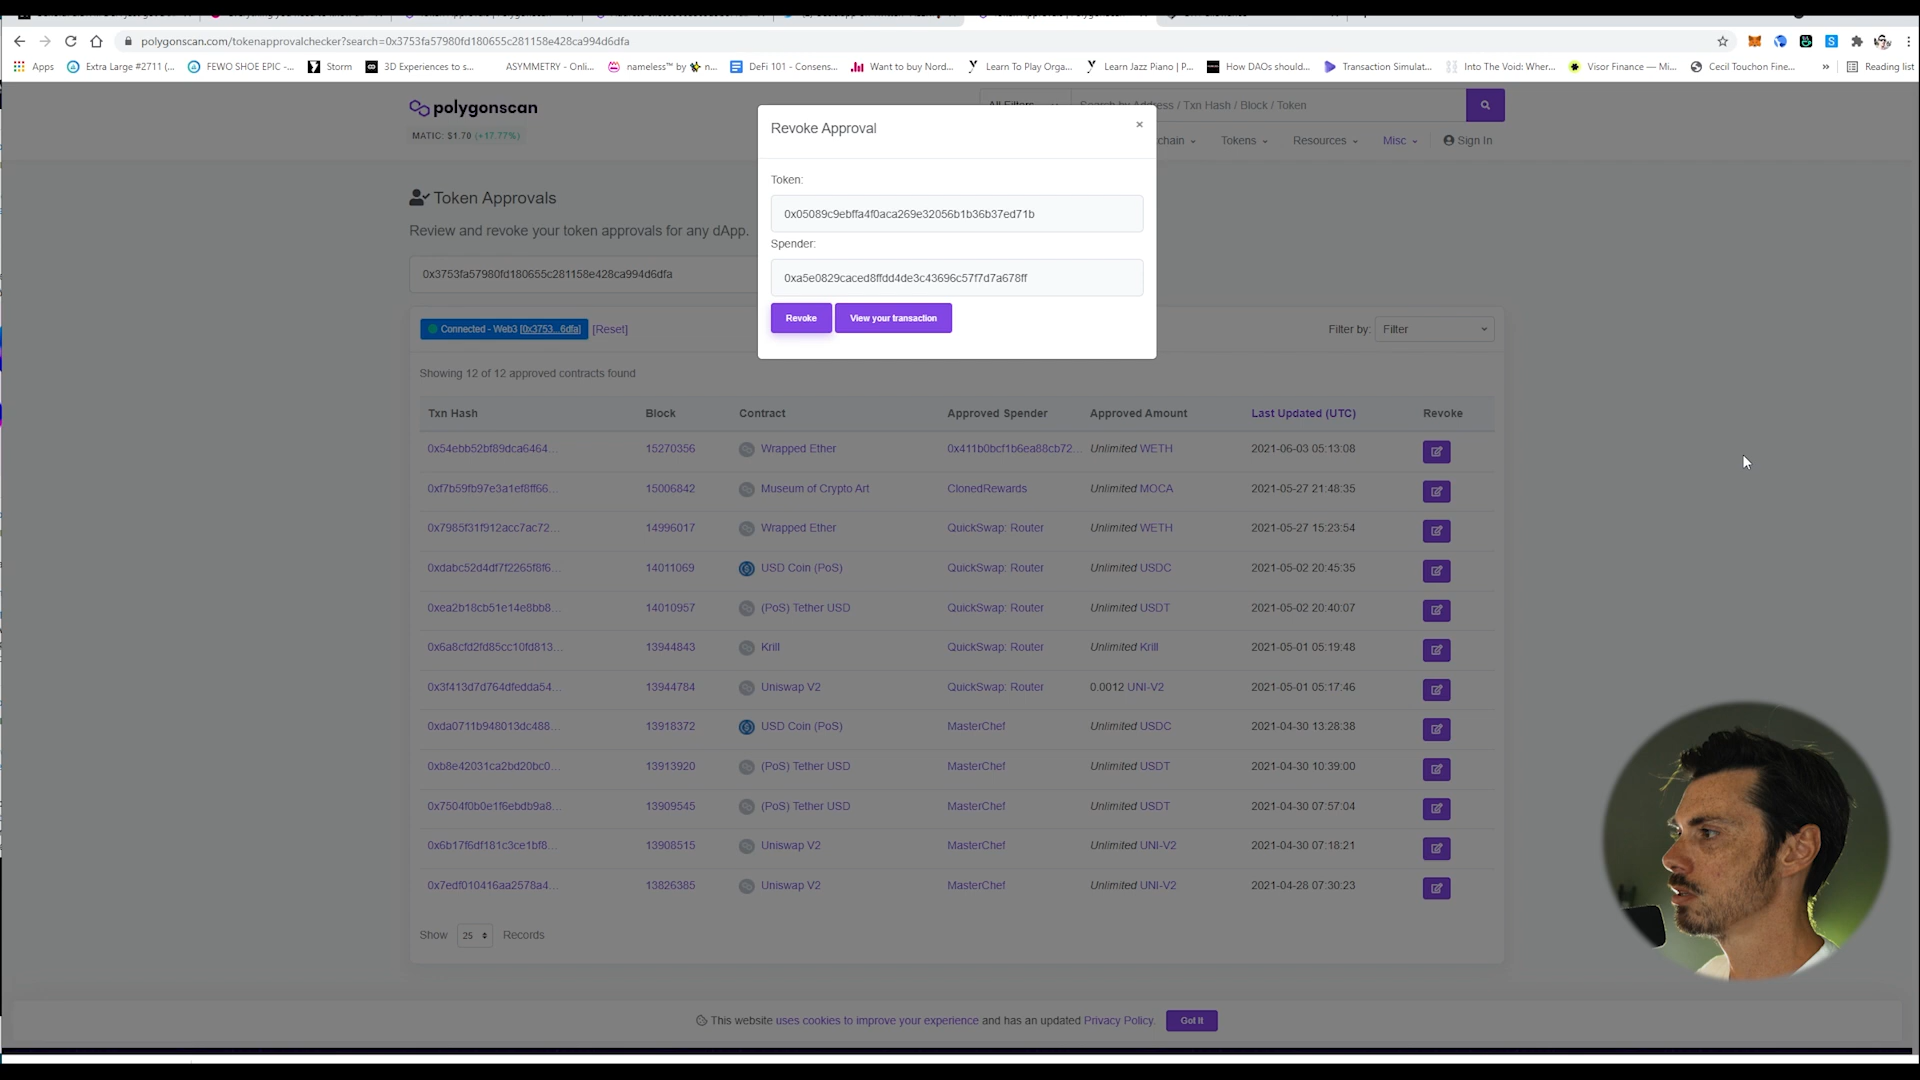 polygonscan.com/tokenapprovalchecker?search=0x3753fa57980fd180655c281158e428ca994d6dfa
Apps
Extra Large #2711 (...
FEWO SHOE EPIC -...
Storm
3D Experiences to s...
ASYMMETRY - Onli...
nameless™ by
n...
DeFi 101 - Consens...
Want to buy Nord...
Learn To Play Orga...
Learn Jazz Piano | P...
How DAOs should...
Transaction Simulat...
Into The Void: Wher...
Visor Finance — Mi...
Cecil Touchon Fine...
»
Reading list
polygonscan
MATIC: $1.70 (+17.77%)
All Filters
Search by Address / Txn Hash / Block / Token
chain
Tokens
Resources
Misc
Sign In
Revoke Approval
×
Token:
0x05089c9ebffa4f0aca269e32056b1b36b37ed71b
Spender:
0xa5e0829caced8ffdd4de3c43696c57f7d7a678ff
Revoke
View your transaction
Token Approvals
Review and revoke your token approvals for any dApp.
0x3753fa57980fd180655c281158e428ca994d6dfa
Connected - Web3 [0x3753...6dfa] [Reset]
Filter by: Filter
Showing 12 of 12 approved contracts found
Txn Hash Block Contract Approved Spender Approved Amount Last Updated (UTC) Revoke
0x54ebb52bf89dca6464... 15270356 Wrapped Ether 0x411b0bcf1b6ea88cb72... Unlimited WETH 2021-06-03 05:13:08
0xf7b59fb97e3a1ef8ff66... 15006842 Museum of Crypto Art ClonedRewards Unlimited MOCA 2021-05-27 21:48:35
0x7985f31f912acc7ac72... 14996017 Wrapped Ether QuickSwap: Router Unlimited WETH 2021-05-27 15:23:54
0xdabc52d4df7f2265f8f6... 14011069 USD Coin (PoS) QuickSwap: Router Unlimited USDC 2021-05-02 20:45:35
0xea2b18cb51e14e8bb8... 14010957 (PoS) Tether USD QuickSwap: Router Unlimited USDT 2021-05-02 20:40:07
0x6a8cfd2fd85cc10fd813... 13944843 Krill QuickSwap: Router Unlimited Krill 2021-05-01 05:19:48
0x3f413d7d764dfedda54... 13944784 Uniswap V2 QuickSwap: Router 0.0012 UNI-V2 2021-05-01 05:17:46
0xda0711b948013dc488... 13918372 USD Coin (PoS) MasterChef Unlimited USDC 2021-04-30 13:28:38
0xb8e42031ca2bd20bc0... 13913920 (PoS) Tether USD MasterChef Unlimited USDT 2021-04-30 10:39:00
0x7504f0b0e1f6ebdb9a8... 13909545 (PoS) Tether USD MasterChef Unlimited USDT 2021-04-30 07:57:04
0x6b17f6df181c3ce1bf8... 13908515 Uniswap V2 MasterChef Unlimited UNI-V2 2021-04-30 07:18:21
0x7edf010416aa2578a4... 13826385 Uniswap V2 MasterChef Unlimited UNI-V2 2021-04-28 07:30:23
Show 25 Records
This website uses cookies to improve your experience and has an updated Privacy Policy.
Got It